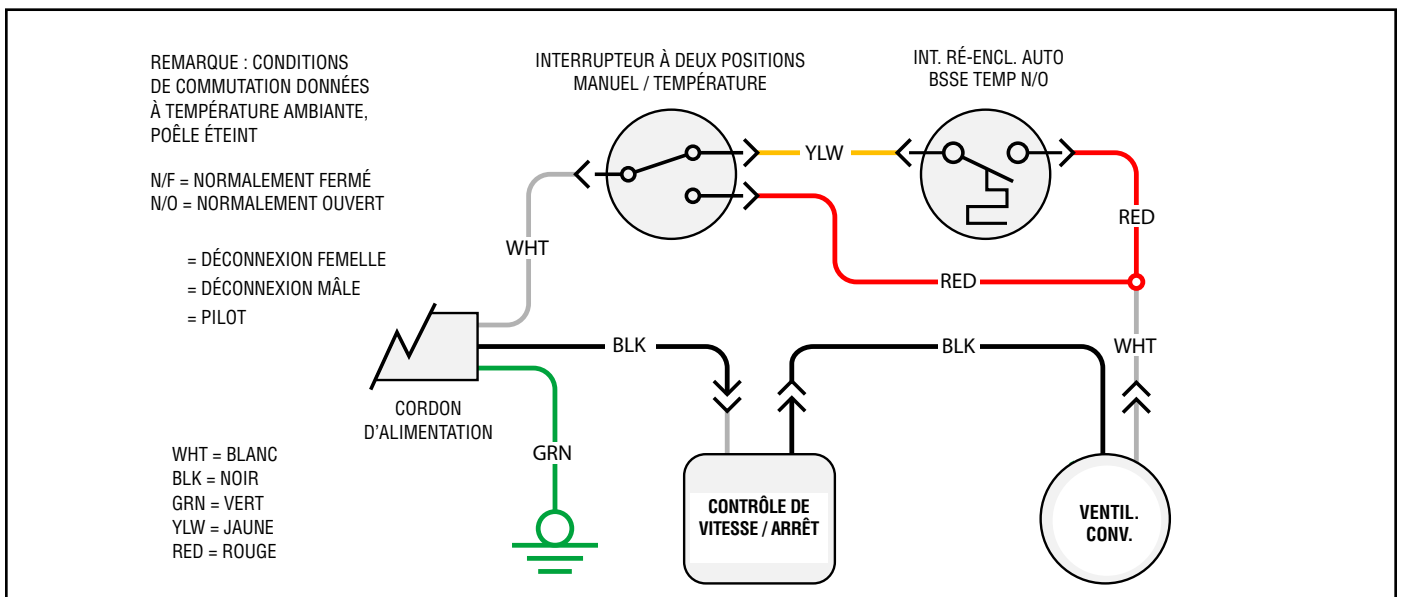 REMARQUE : CONDITIONS
DE COMMUTATION DONNÉES
À TEMPÉRATURE AMBIANTE,
POÊLE ÉTEINT
N/F = NORMALEMENT FERMÉ
N/O = NORMALEMENT OUVERT
= DÉCONNEXION FEMELLE
= DÉCONNEXION MÂLE
= PILOT
INTERRUPTEUR À DEUX POSITIONS
MANUEL / TEMPÉRATURE
INT. RÉ-ENCL. AUTO
BSSE TEMP N/O
YLW
RED
WHT
RED
BLK
BLK
WHT
CORDON
D'ALIMENTATION
GRN
WHT = BLANC
BLK = NOIR
GRN = VERT
YLW = JAUNE
RED = ROUGE
CONTRÔLE DE
VITESSE / ARRÊT
VENTIL.
CONV.